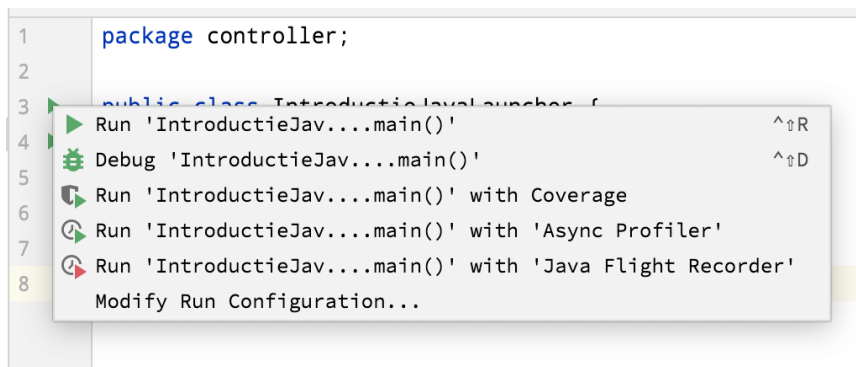 1 package controller;
2
3 public class IntroductieJavaLauncher {
4
Run 'IntroductieJav....main()' ^⇧R
Debug 'IntroductieJav....main()' ^⇧D
5
Run 'IntroductieJav....main()' with Coverage
6
Run 'IntroductieJav....main()' with 'Async Profiler'
7
Run 'IntroductieJav....main()' with 'Java Flight Recorder'
8
Modify Run Configuration...